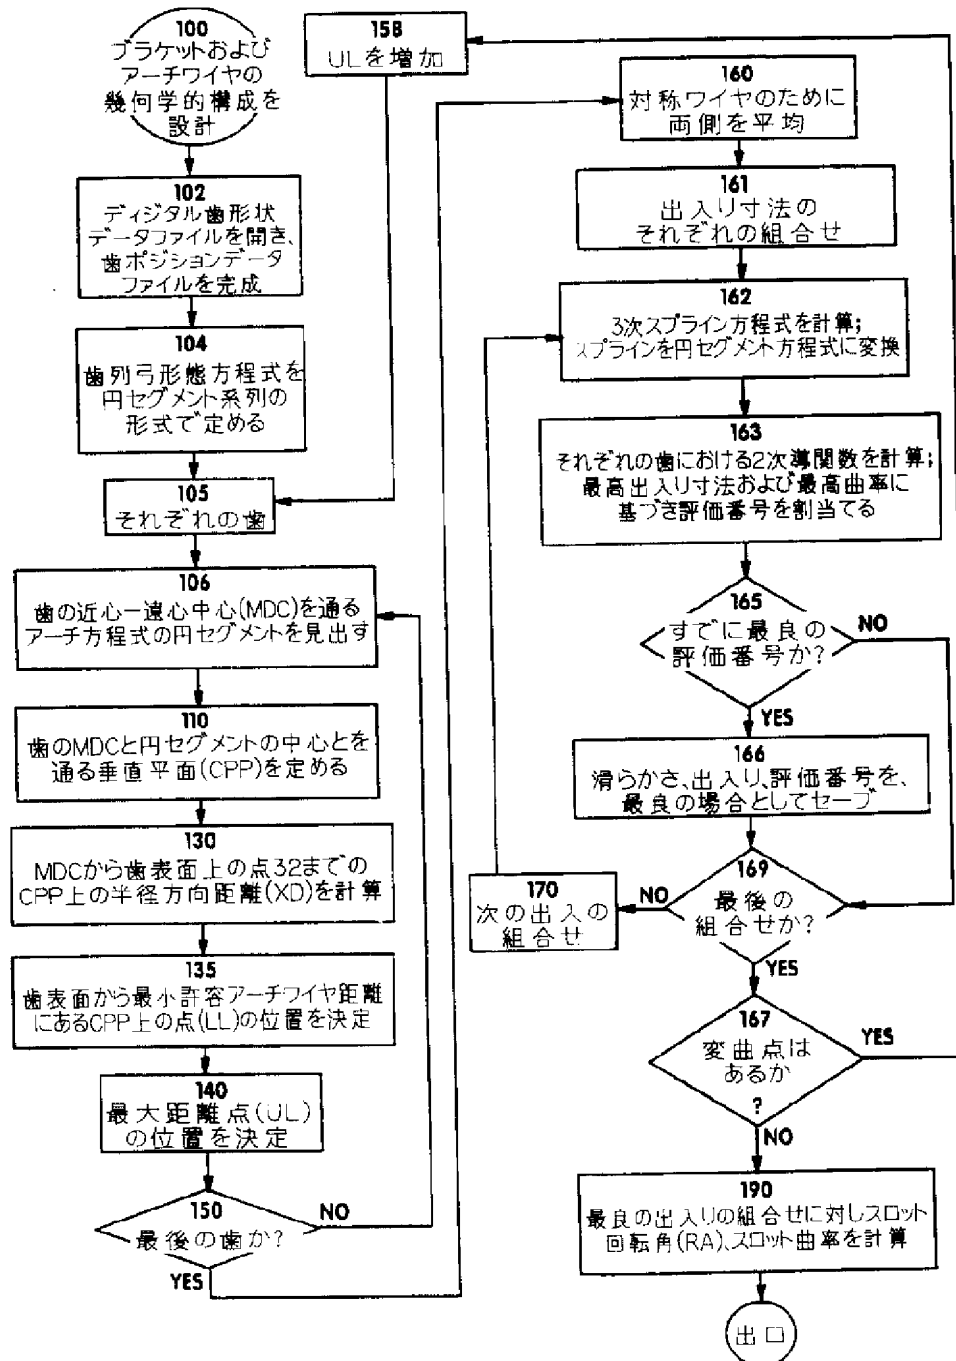 100
ブラケットおよび
アーチワイヤの
幾何学的構成を
設計
102
ディジタル歯形状
データファイルを開き、
歯ポジションデータ
ファイルを完成
104
歯列弓形態方程式を
円セグメント系列の
形式で定める
105
それぞれの歯
106
歯の近心ー遠心中心(MDC)を通る
アーチ方程式の円セグメントを見出す
110
歯のMDCと円セグメントの中心とを
通る垂直平面(CPP)を定める
130
MDCから歯表面上の点32までの
CPP上の半径方向距離(XD)を計算
135
歯表面から最小許容アーチワイヤ距離
にあるCPP上の点(LL)の位置を決定
140
最大距離点(UL)
の位置を決定
150
最後の歯か?
NO
YES
158
ULを増加
160
対称ワイヤのために
両側を平均
161
出入り寸法の
それぞれの組合せ
162
3次スプライン方程式を計算;
スプラインを円セグメント方程式に変換
163
それぞれの歯における2次導関数を計算;
最高出入り寸法および最高曲率に
基づき評価番号を割当てる
165
すでに最良の
評価番号か?
NO
YES
166
滑らかさ、出入り、評価番号を、
最良の場合としてセーブ
169
最後の
組合せか?
NO
YES
170
次の出入の
組合せ
167
変曲点は
あるか
?
YES
NO
190
最良の出入りの組合せに対しスロット
回転角(RA)、スロット曲率を計算
出口